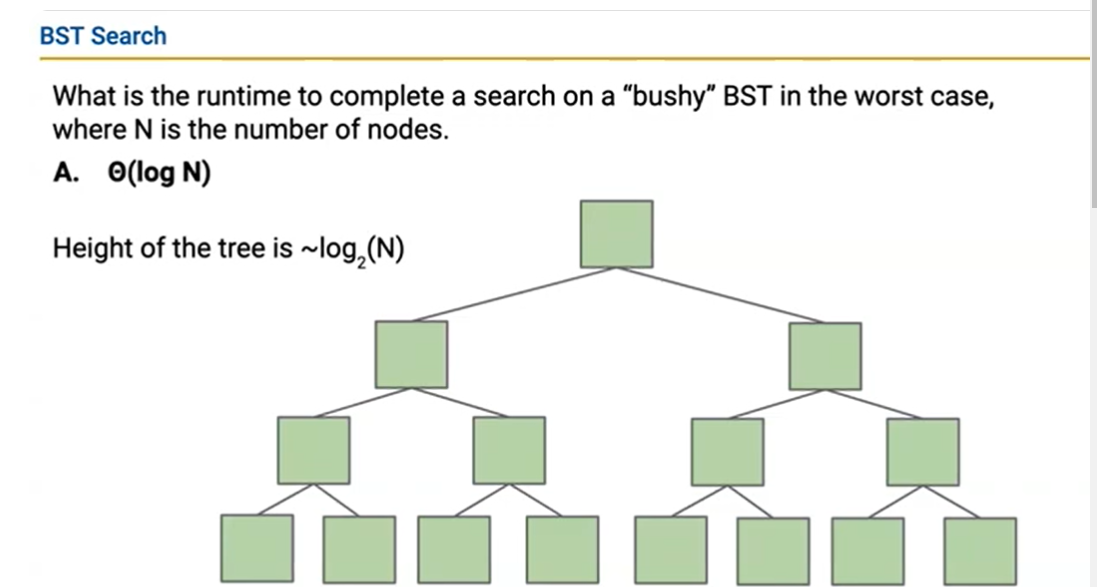 BST Search
What is the runtime to complete a search on a “bushy” BST in the worst case,
where N is the number of nodes.
A. Θ(log N)
Height of the tree is ~log₂(N)